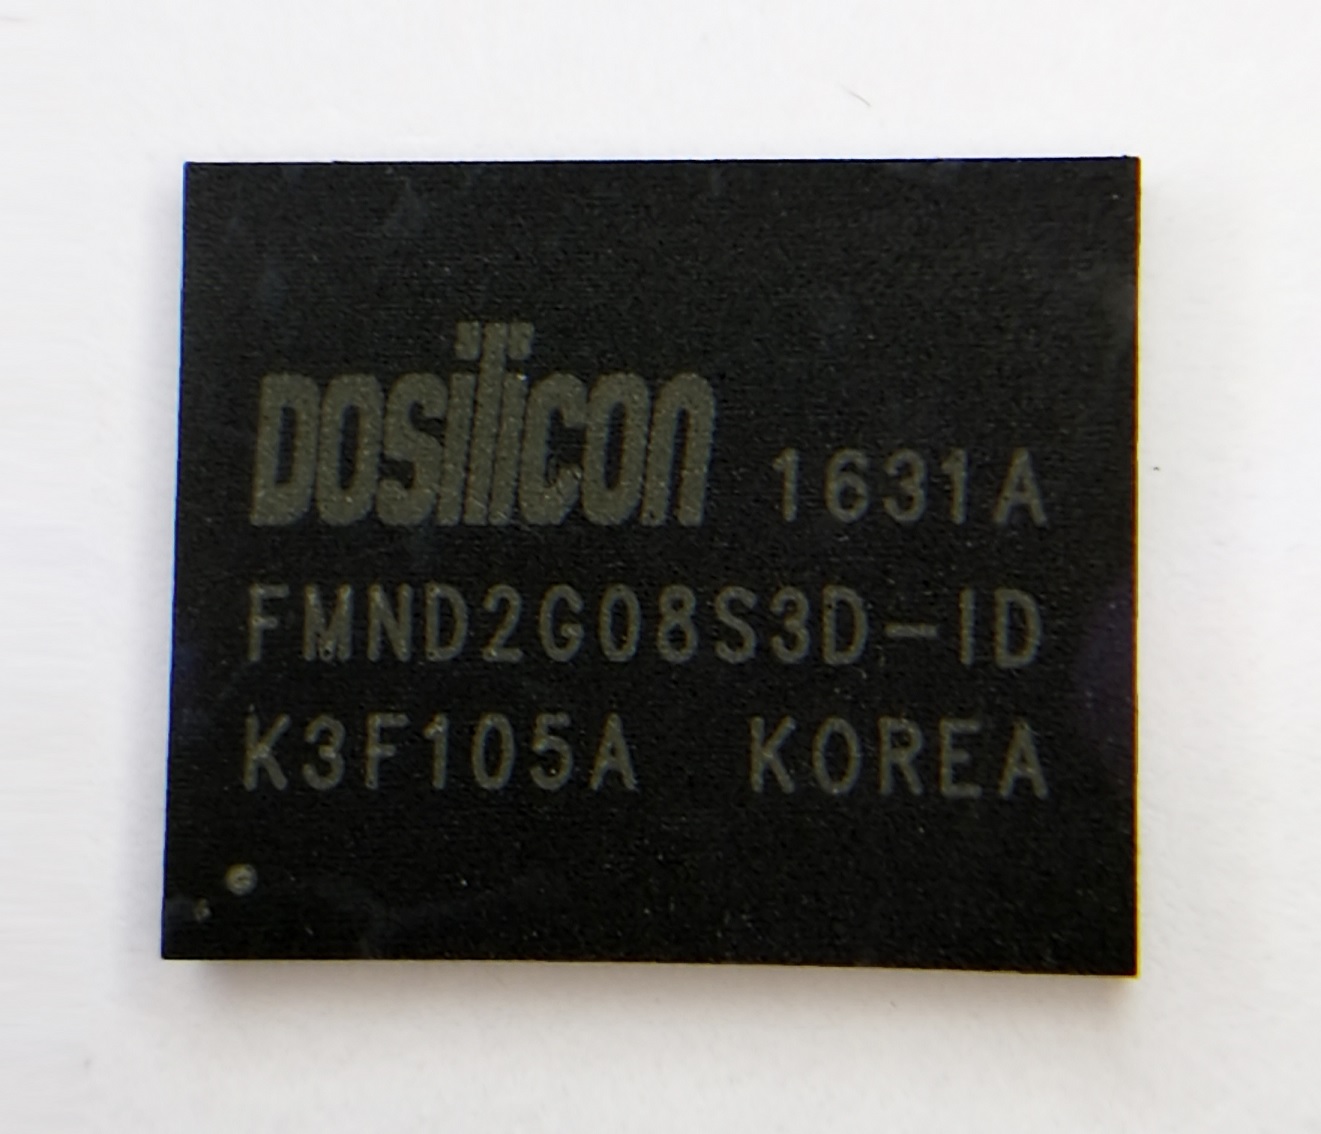 DOSILICON 1631A
FMND2G08S3D-ID
K3F105A KOREA